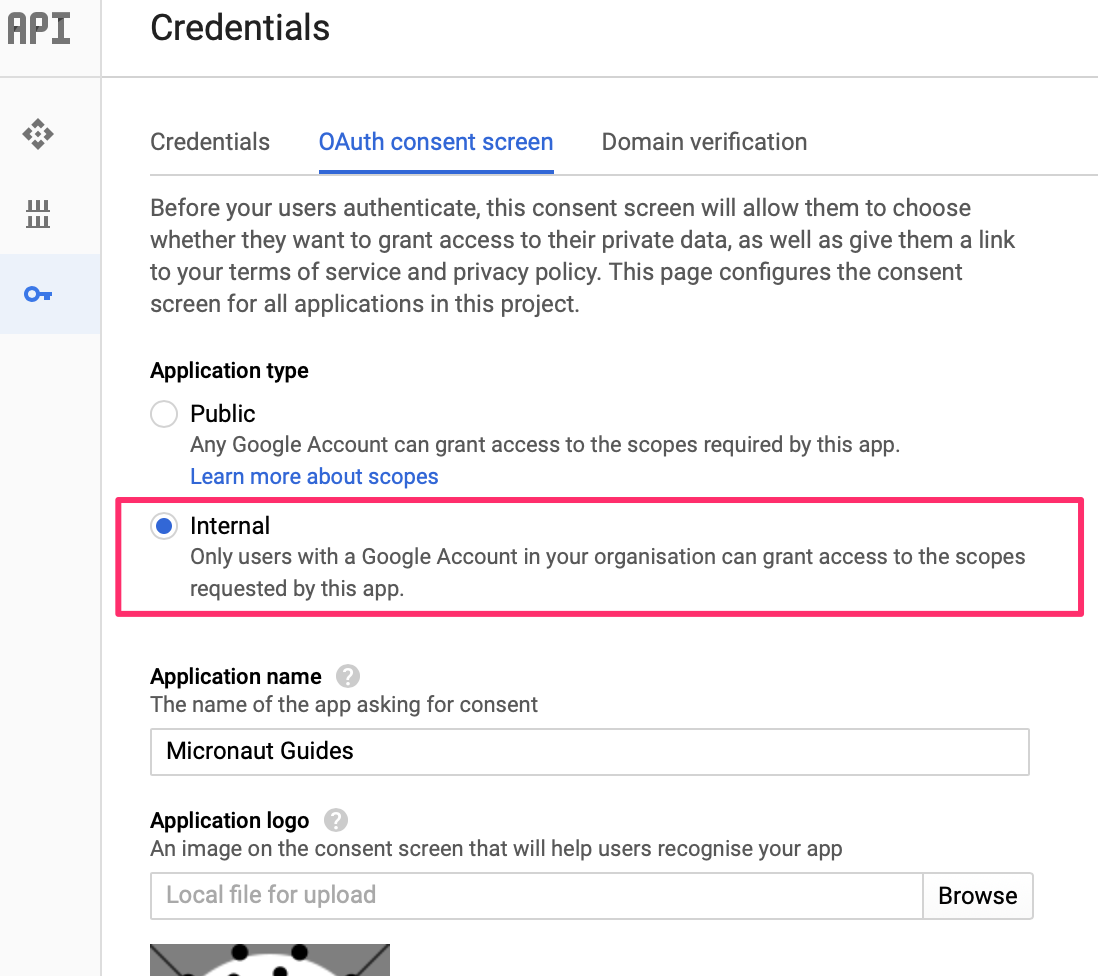 API
Credentials
Credentials
OAuth consent screen
Domain verification
Before your users authenticate, this consent screen will allow them to choose
whether they want to grant access to their private data, as well as give them a link
to your terms of service and privacy policy. This page configures the consent
screen for all applications in this project.
Application type
Public
Any Google Account can grant access to the scopes required by this app.
Learn more about scopes
Internal
Only users with a Google Account in your organisation can grant access to the scopes
requested by this app.
Application name ?
The name of the app asking for consent
Micronaut Guides
Application logo ?
An image on the consent screen that will help users recognise your app
Local file for upload
Browse